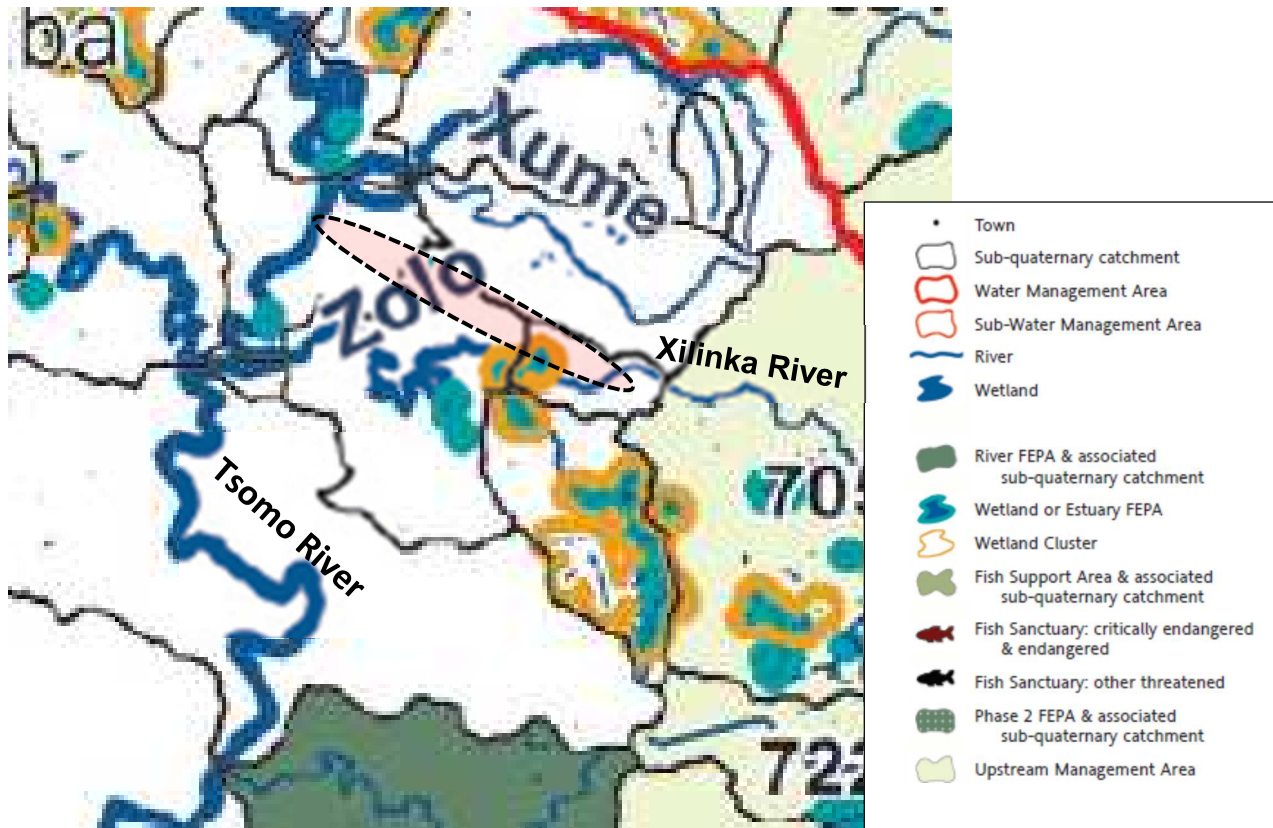 ba
Xume
Zolo
Xilinka River
Tsomo River
705
722
Town
Sub-quaternary catchment
Water Management Area
Sub-Water Management Area
River
Wetland
River FEPA & associated
sub-quaternary catchment
Wetland or Estuary FEPA
Wetland Cluster
Fish Support Area & associated
sub-quaternary catchment
Fish Sanctuary: critically endangered
& endangered
Fish Sanctuary: other threatened
Phase 2 FEPA & associated
sub-quaternary catchment
Upstream Management Area